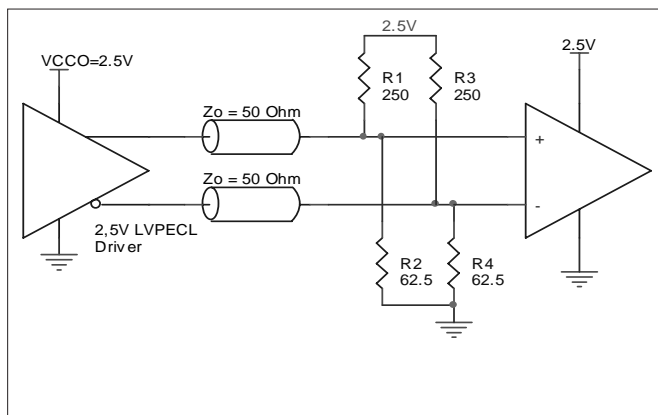 2.5V
VCCO=2.5V
2.5V
R1
250
R3
250
Zo = 50 Ohm
+
Zo = 50 Ohm
-
2,5V LVPECL
Driver
R2
62.5
R4
62.5